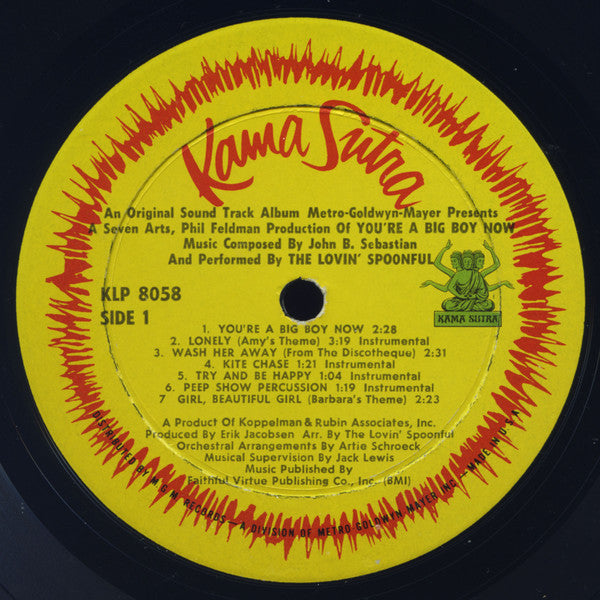 Kama Sutra
An Original Sound Track Album Metro-Goldwyn-Mayer Presents
A Seven Arts, Phil Feldman Production Of YOU'RE A BIG BOY NOW
Music Composed By John B. Sebastian
And Performed By THE LOVIN' SPOONFUL
KLP 8058
SIDE 1
KAMA SUTRA
1. YOU'RE A BIG BOY NOW 2:28
2. LONELY (Amy's Theme) 3:19 Instrumental
3. WASH HER AWAY (From The Discotheque) 2:31
4. KITE CHASE 1:21 Instrumental
5. TRY AND BE HAPPY 1:04 Instrumental
6. PEEP SHOW PERCUSSION 1:19 Instrumental
7 GIRL, BEAUTIFUL GIRL (Barbara's Theme) 2:23
A Product Of Koppelman & Rubin Associates, Inc.
Produced By Erik Jacobsen Arr. By The Lovin' Spoonful
Orchestral Arrangements By Artie Schroeck
Musical Supervision By Jack Lewis
Music Published By
Faithful Virtue Publishing Co., Inc. (BMI)
DISTRIBUTED BY M.G.M. RECORDS—A DIVISION OF METRO-GOLDWYN-MAYER INC.—MADE IN U.S.A.